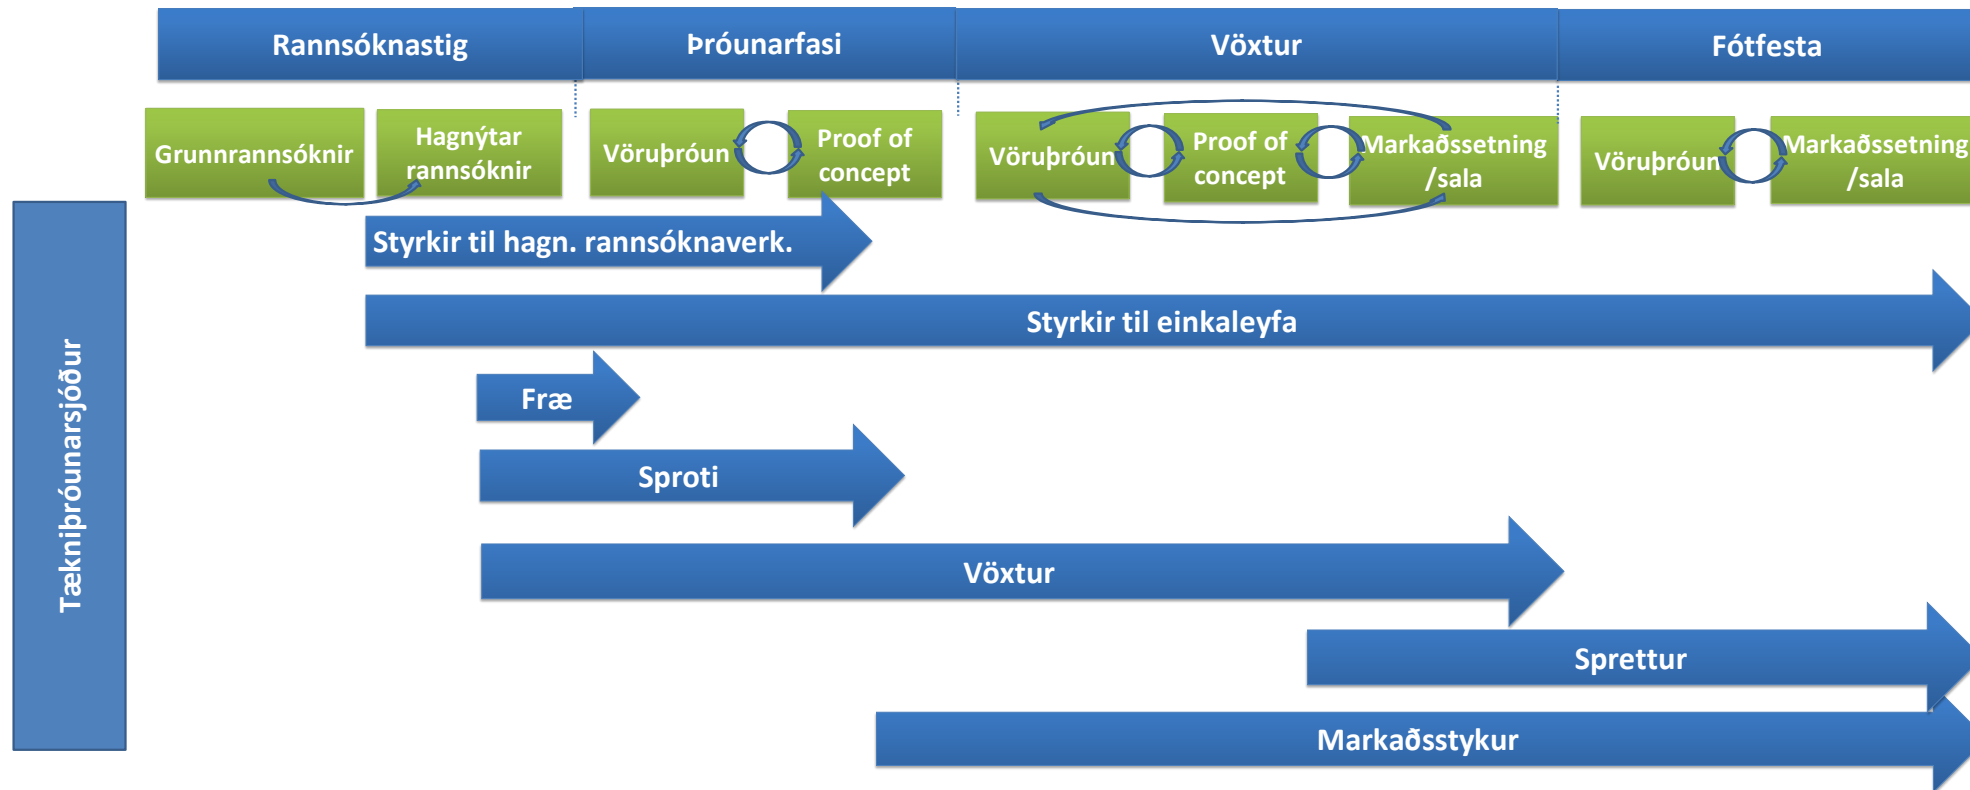 Rannsóknastig
Þróunarfasi
Vöxtur
Fótfesta
Grunnrannsóknir
Hagnýtar
rannsóknir
Vöruþróun
Proof of
concept
Vöruþróun
Proof of
concept
Markaðssetning
/sala
Vöruþróun
Markaðssetning
/sala
Tækniþróunarsjóður
Styrkir til hagn. rannsóknaverk.
Styrkir til einkaleyfa
Fræ
Sproti
Vöxtur
Sprettur
Markaðsstykur